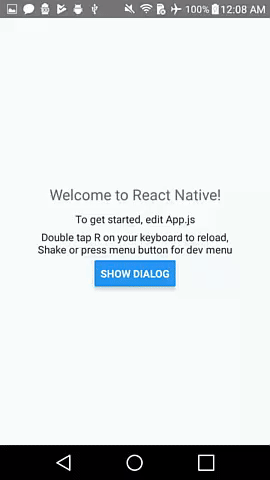 100% 12:08 AM
Welcome to React Native!
To get started, edit App.js
Double tap R on your keyboard to reload,
Shake or press menu button for dev menu
SHOW DIALOG